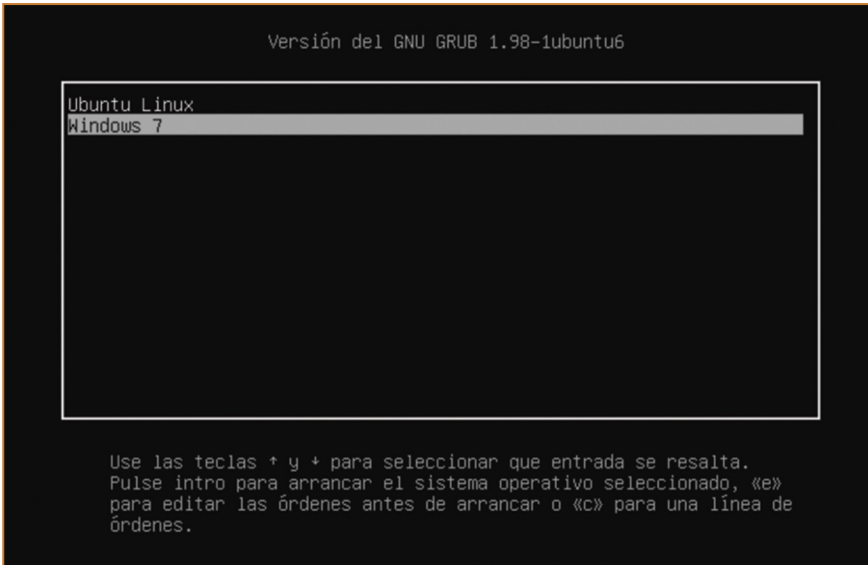 Versión del GNU GRUB 1.98-1ubuntu6
Ubuntu Linux
Windows 7
Use las teclas ↑ y ↓ para seleccionar que entrada se resalta.
Pulse intro para arrancar el sistema operativo seleccionado, «e»
para editar las órdenes antes de arrancar o «c» para una línea de
órdenes.